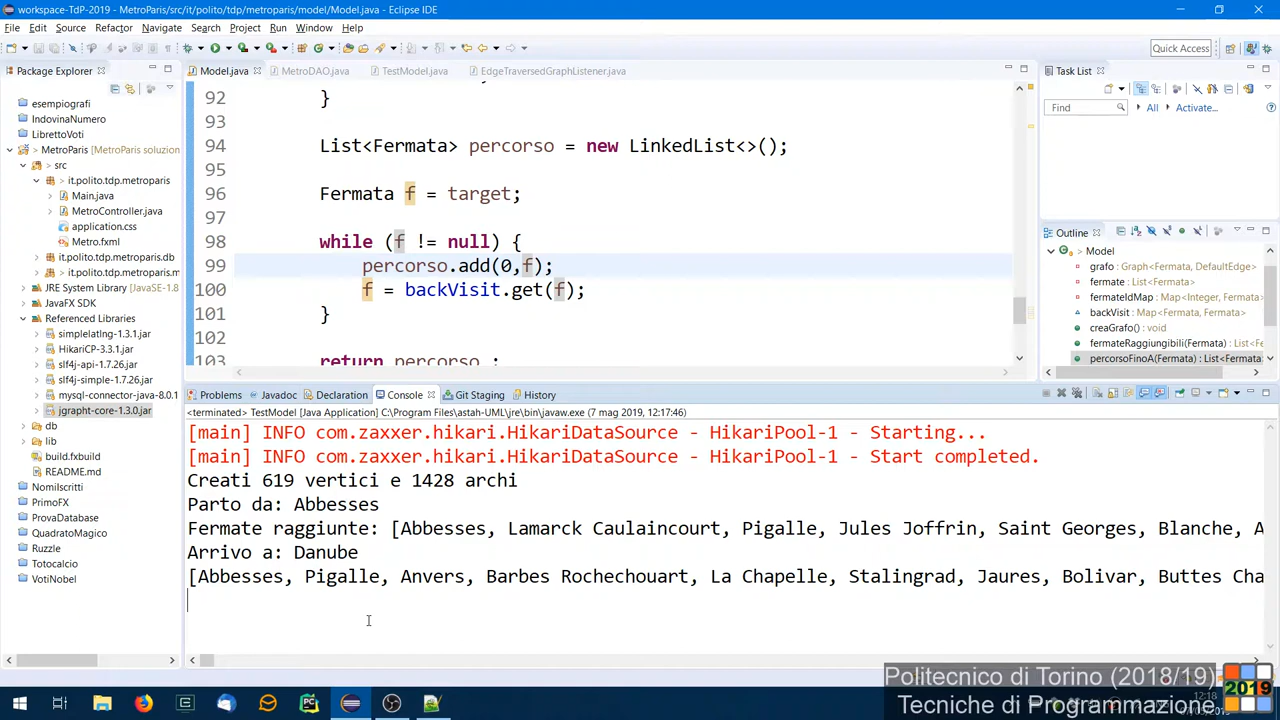 workspace-TdP-2019 - MetroParis/src/it/polito/tdp/metroparis/model/Model.java - Eclipse IDE
File Edit Source Refactor Navigate Search Project Run Window Help
Quick Access
Package Explorer
Model.java
MetroDAO.java
TestModel.java
EdgeTraversedGraphListener.java
Task List
Find
All
Activate...
esempiografi
IndovinaNumero
LibrettoVoti
MetroParis [MetroParis soluzion
src
it.polito.tdp.metroparis
Main.java
MetroController.java
application.css
Metro.fxml
it.polito.tdp.metroparis.db
it.polito.tdp.metroparis.m
JRE System Library [JavaSE-1.8
JavaFX SDK
Referenced Libraries
simplelatlng-1.3.1.jar
HikariCP-3.3.1.jar
slf4j-api-1.7.26.jar
slf4j-simple-1.7.26.jar
mysql-connector-java-8.0.1
jgrapht-core-1.3.0.jar
db
lib
build.fxbuild
README.md
NomiIscritti
PrimoFX
ProvaDatabase
QuadratoMagico
Ruzzle
Totocalcio
VotiNobel
92 }
93
94 List<Fermata> percorso = new LinkedList<>();
95
96 Fermata f = target;
97
98 while (f != null) {
99 percorso.add(0,f);
100 f = backVisit.get(f);
101 }
102
103 return percorso ;
Outline
Model
grafo : Graph<Fermata, DefaultEdge>
fermate : List<Fermata>
fermateIdMap : Map<Integer, Fermata>
backVisit : Map<Fermata, Fermata>
creaGrafo() : void
fermateRaggiungibili(Fermata) : Li
percorsoFinoA(Fermata) : List<Fermata>
Problems
Javadoc
Declaration
Console
Git Staging
History
<terminated> TestModel [Java Application] C:\Program Files\astah-UML\jre\bin\javaw.exe (7 mag 2019, 12:17:46)
[main] INFO com.zaxxer.hikari.HikariDataSource - HikariPool-1 - Starting...
[main] INFO com.zaxxer.hikari.HikariDataSource - HikariPool-1 - Start completed.
Creati 619 vertici e 1428 archi
Parto da: Abbesses
Fermate raggiunte: [Abbesses, Lamarck Caulaincourt, Pigalle, Jules Joffrin, Saint Georges, Blanche, A
Arrivo a: Danube
[Abbesses, Pigalle, Anvers, Barbes Rochechouart, La Chapelle, Stalingrad, Jaures, Bolivar, Buttes Cha
Politecnico di Torino (2018/19)
Tecniche di Programmazione
2019
12:18